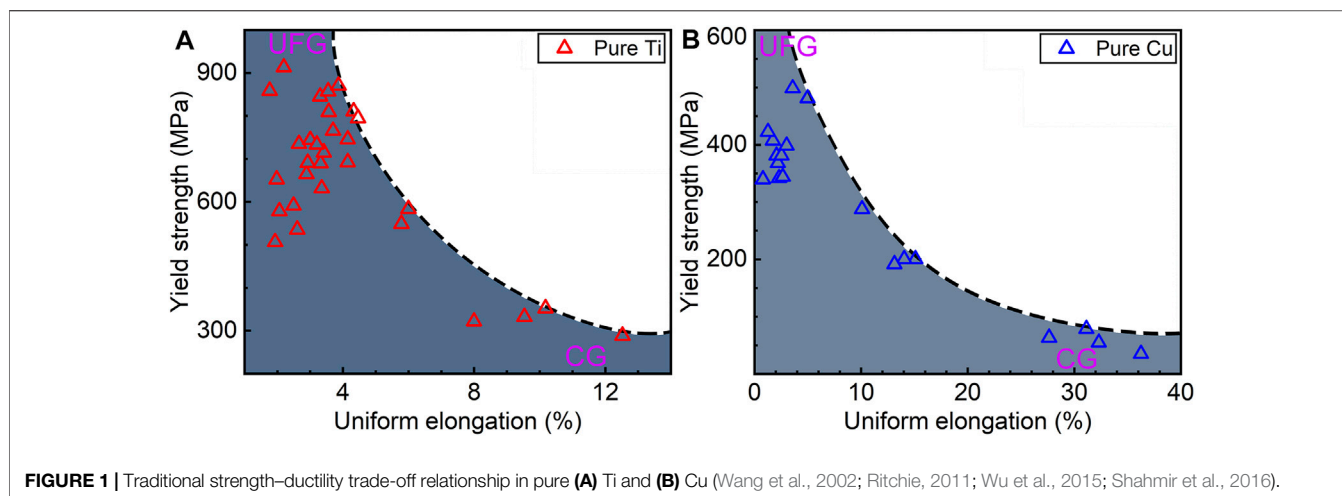 A
UFG
Pure Ti
900
600
300
Yield strength (MPa)
CG
4
8
12
Uniform elongation (%)
B
UFG
Pure Cu
600
400
200
0
Yield strength (MPa)
CG
0
10
20
30
40
Uniform elongation (%)
FIGURE 1 | Traditional strength–ductility trade-off relationship in pure (A) Ti and (B) Cu (Wang et al., 2002; Ritchie, 2011; Wu et al., 2015; Shahmir et al., 2016).